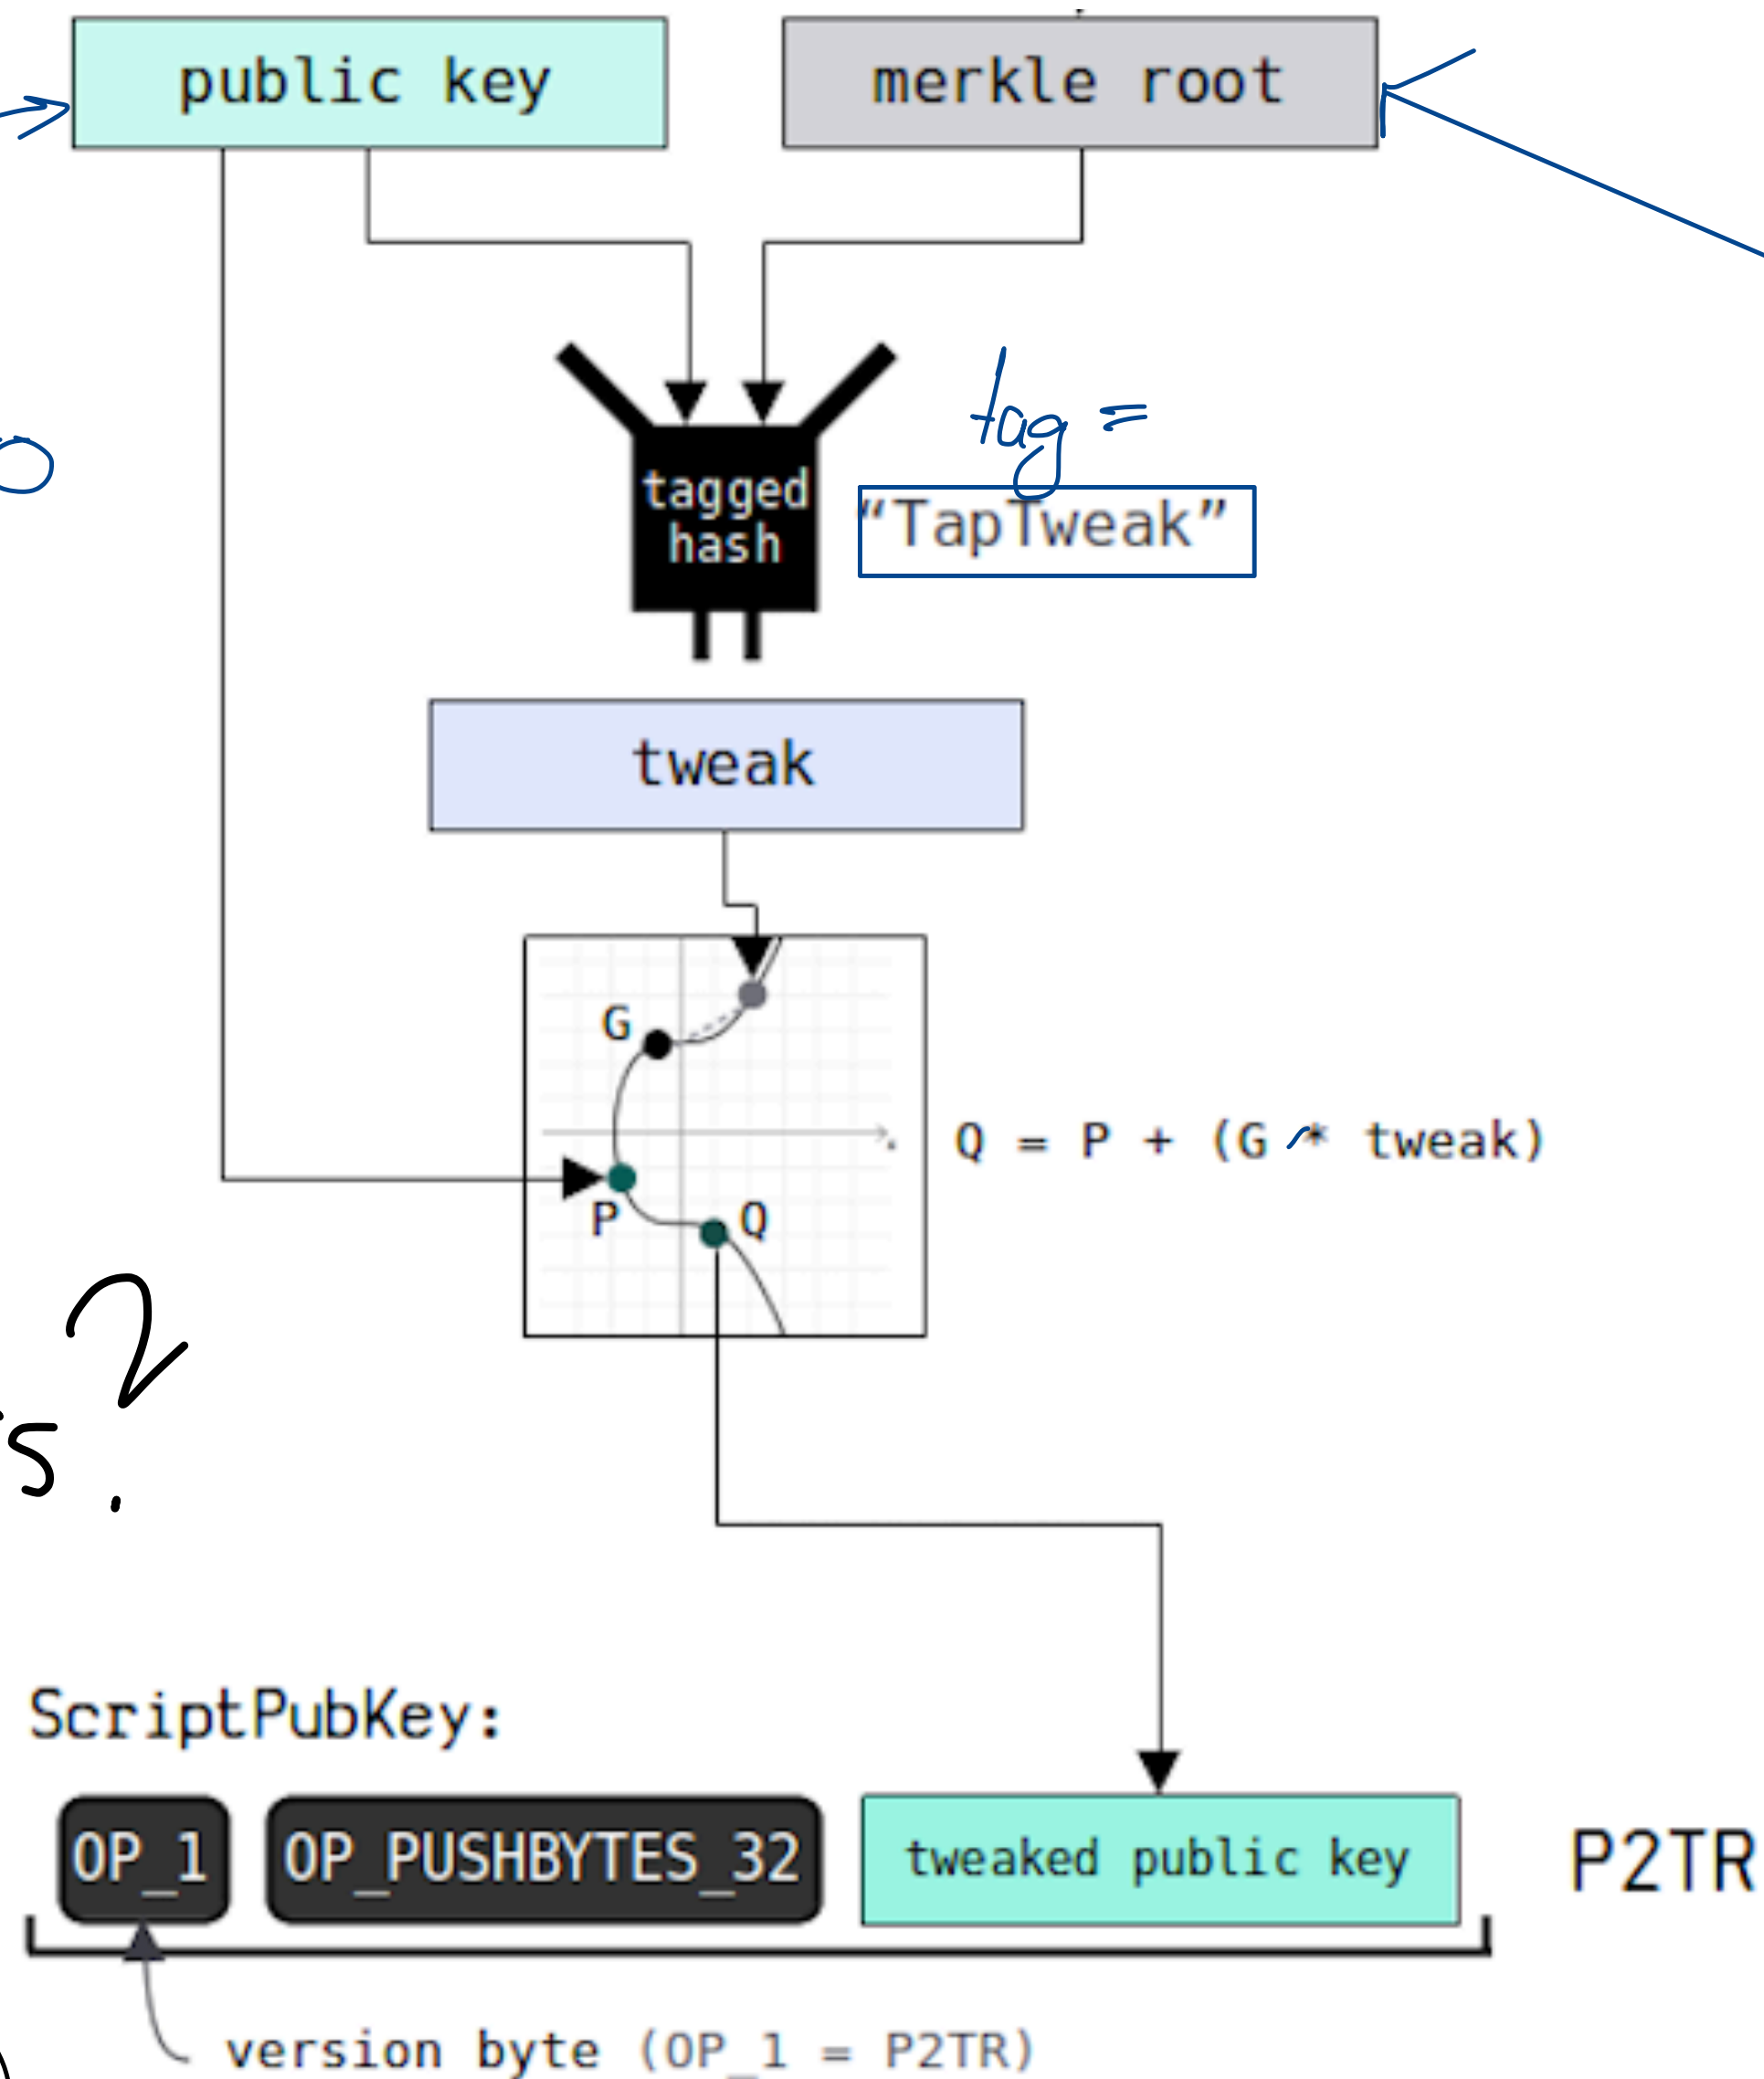 public key
merkle root
tag =
tagged
hash
“TapTweak”
tweak
G
Q = P + (G * tweak)
P
Q
?
s
ScriptPubKey:
OP_1 OP_PUSHBYTES_32 tweaked public key P2TR
version byte (OP_1 = P2TR)